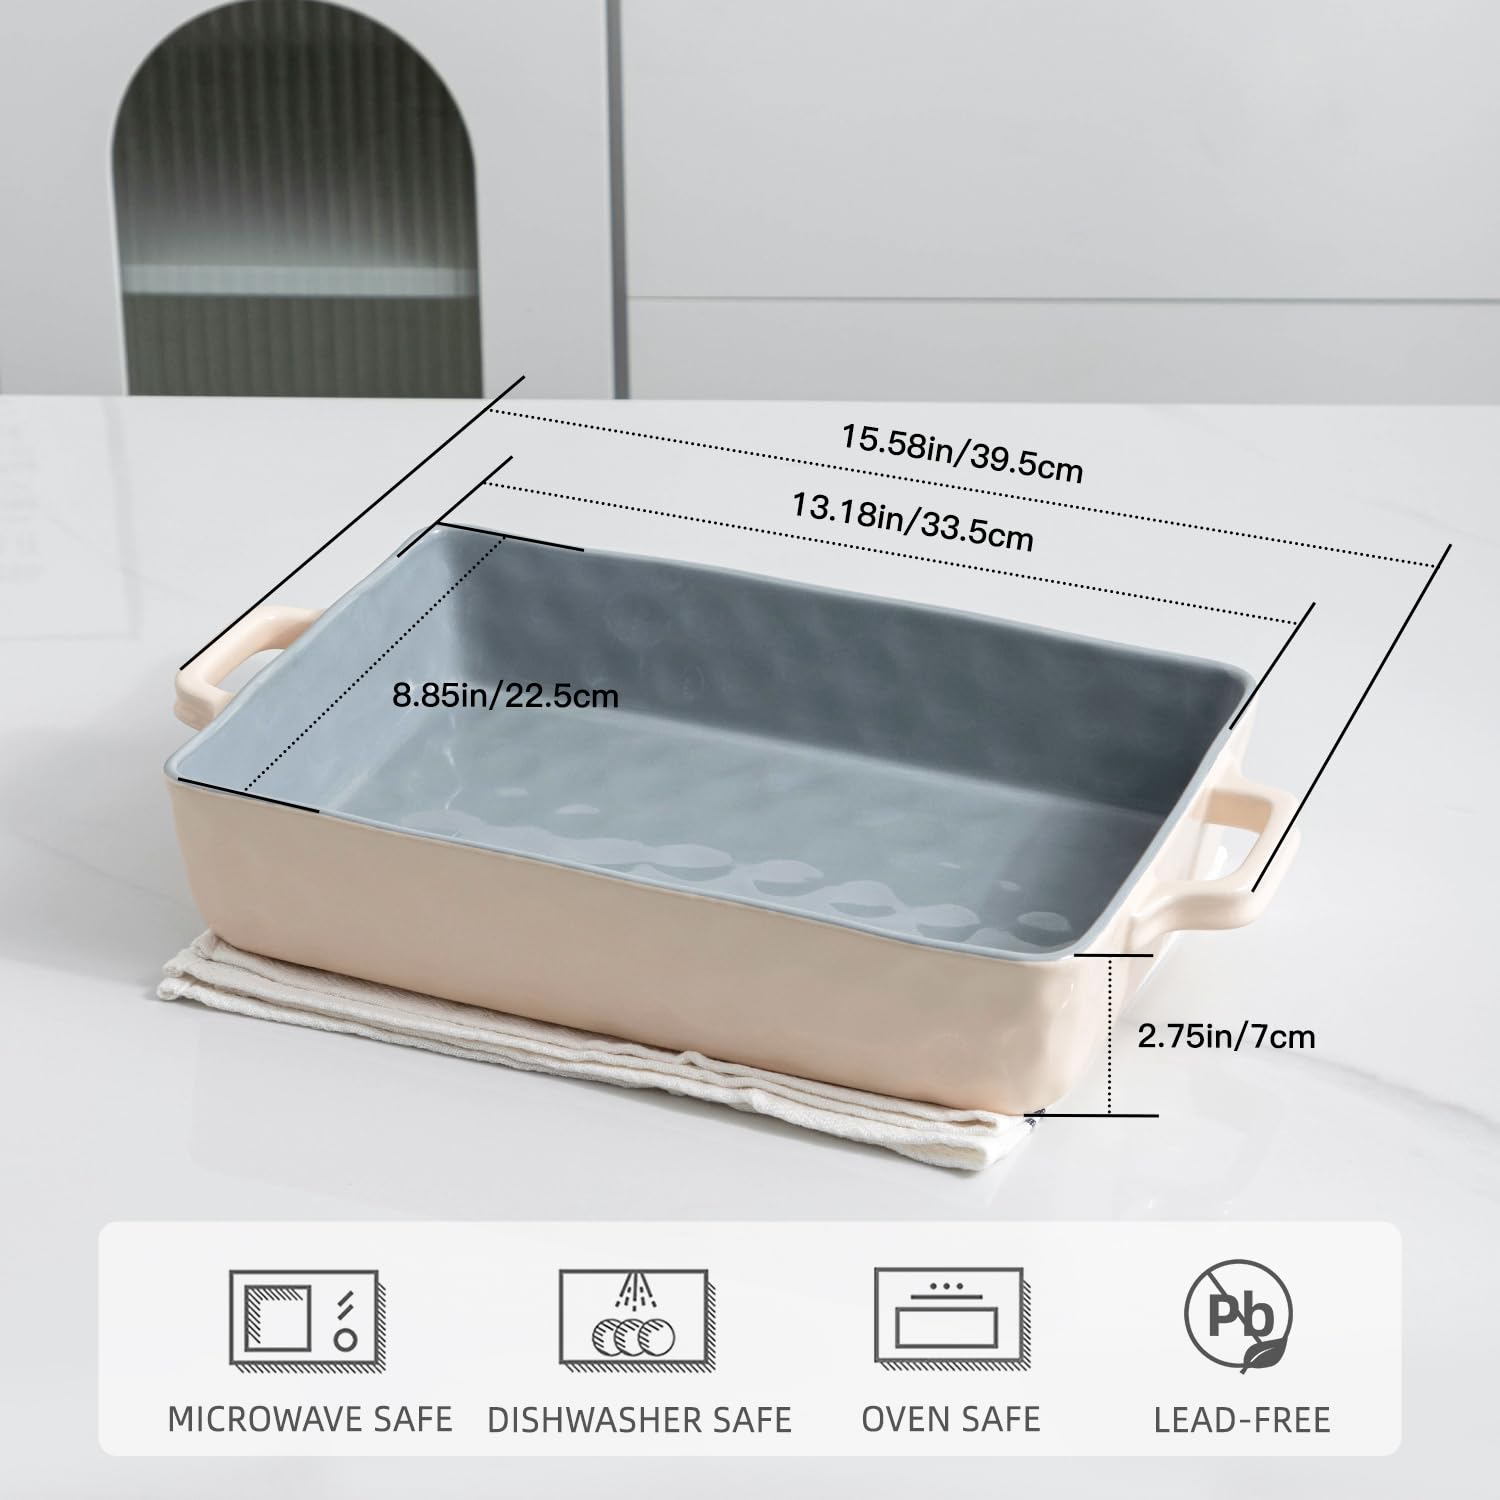 15.58in/39.5cm
13.18in/33.5cm
8.85in/22.5cm
2.75in/7cm
Pb
MICROWAVE SAFE
DISHWASHER SAFE
OVEN SAFE
LEAD-FREE